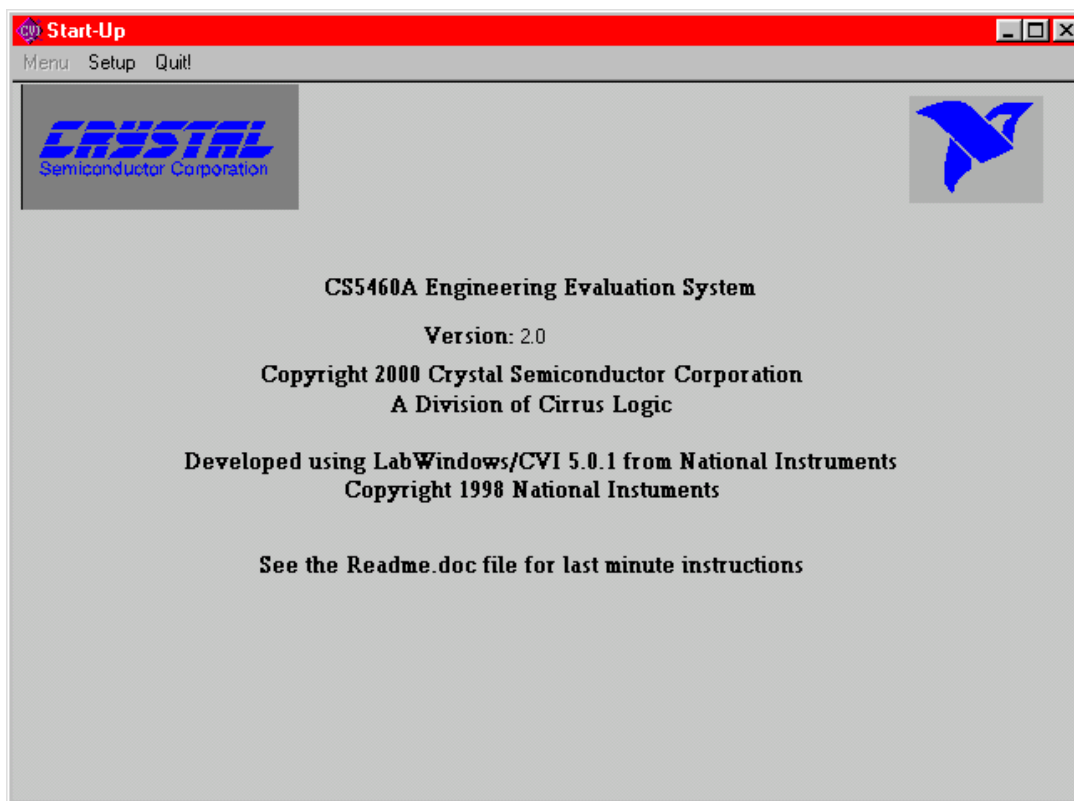 CVI Start-Up
Menu Setup Quit!
CRYSTAL
Semiconductor Corporation
CS5460A Engineering Evaluation System
Version: 2.0
Copyright 2000 Crystal Semiconductor Corporation
A Division of Cirrus Logic
Developed using LabWindows/CVI 5.0.1 from National Instruments
Copyright 1998 National Instuments
See the Readme.doc file for last minute instructions